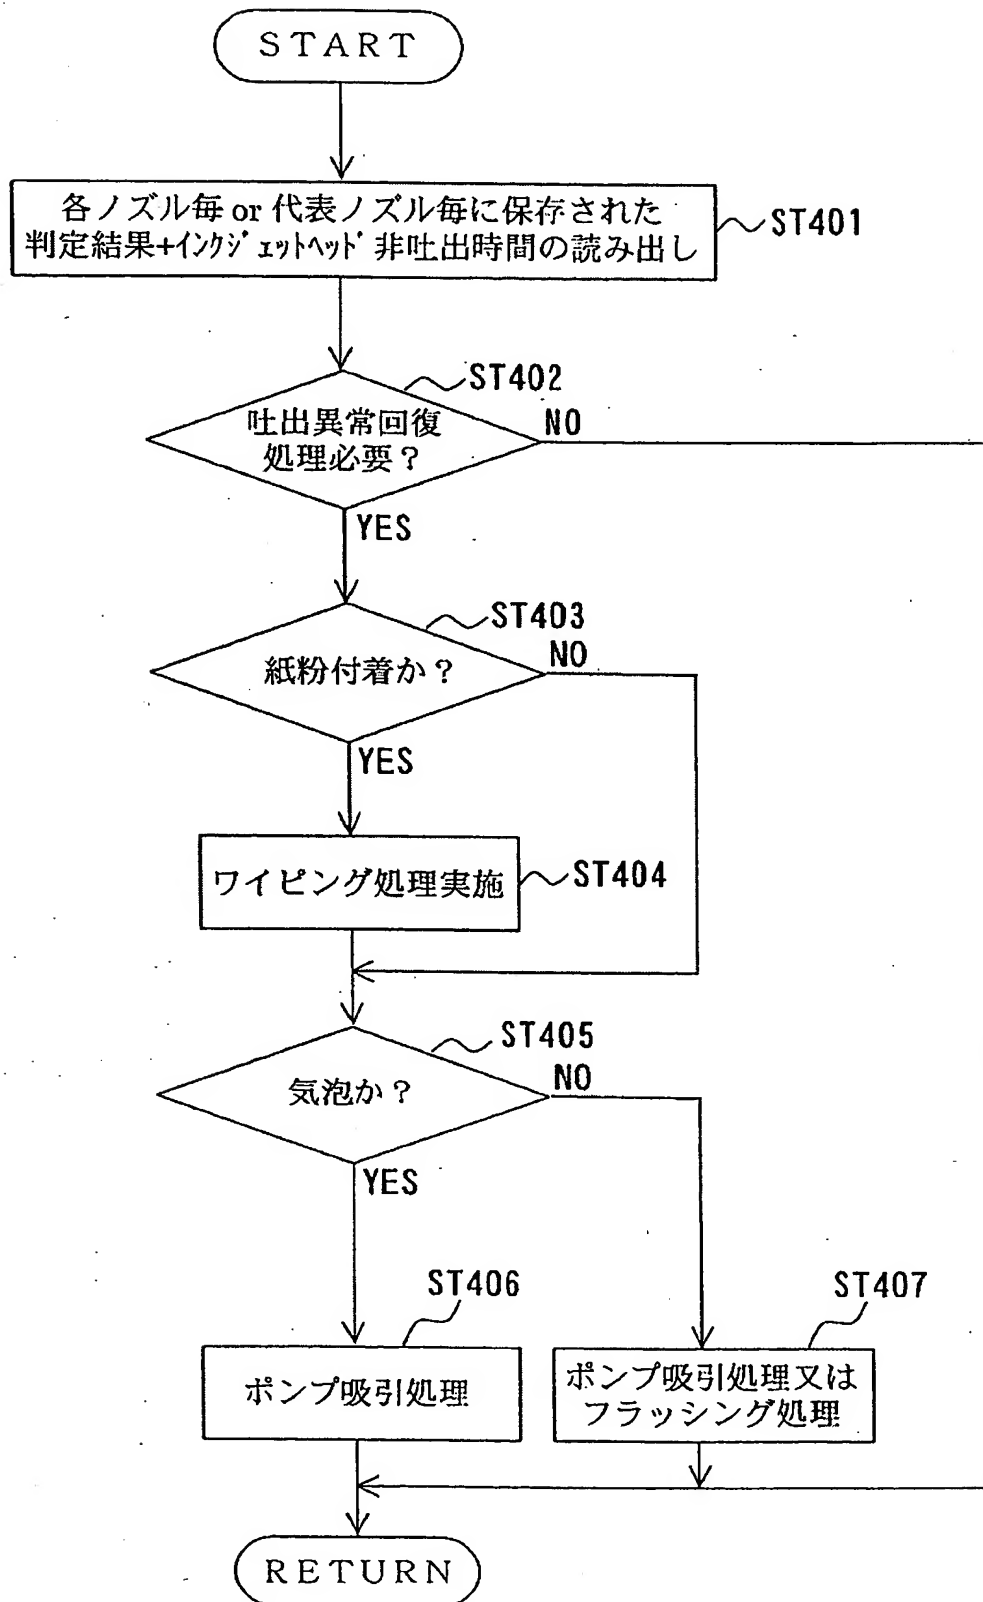 START
各ノズル毎 or 代表ノズル毎に保存された
判定結果+インクジェットヘッド非吐出時間の読み出し
ST401
ST402
吐出異常回復
処理必要？
NO
YES
ST403
紙粉付着か？
NO
YES
ワイピング処理実施
ST404
ST405
気泡か？
NO
YES
ST406
ST407
ポンプ吸引処理
ポンプ吸引処理又は
フラッシング処理
RETURN